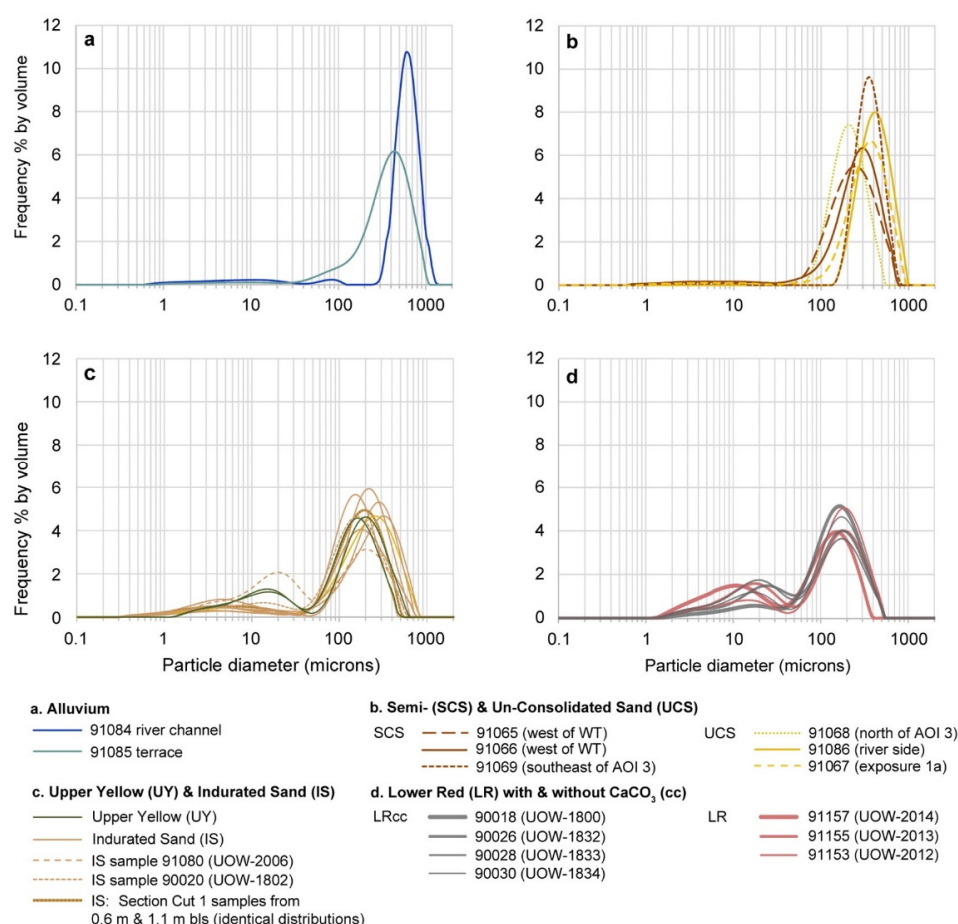 a
b
Frequency % by volume
12
10
8
6
4
2
0
0.1 1 10 100 1000
12
10
8
6
4
2
0
0.1 1 10 100 1000
c
d
Frequency % by volume
12
10
8
6
4
2
0
0.1 1 10 100 1000
Particle diameter (microns)
12
10
8
6
4
2
0
0.1 1 10 100 1000
Particle diameter (microns)
a. Alluvium
91084 river channel
91085 terrace
b. Semi- (SCS) & Un-Consolidated Sand (UCS)
SCS 91065 (west of WT)
91066 (west of WT)
91069 (southeast of AOI 3)
UCS 91068 (north of AOI 3)
91086 (river side)
91067 (exposure 1a)
c. Upper Yellow (UY) & Indurated Sand (IS)
Upper Yellow (UY)
Indurated Sand (IS)
IS sample 91080 (UOW-2006)
IS sample 90020 (UOW-1802)
IS: Section Cut 1 samples from
0.6 m & 1.1 m bls (identical distributions)
d. Lower Red (LR) with & without CaCO₃ (cc)
LRcc 90018 (UOW-1800)
90026 (UOW-1832)
90028 (UOW-1833)
90030 (UOW-1834)
LR 91157 (UOW-2014)
91155 (UOW-2013)
91153 (UOW-2012)